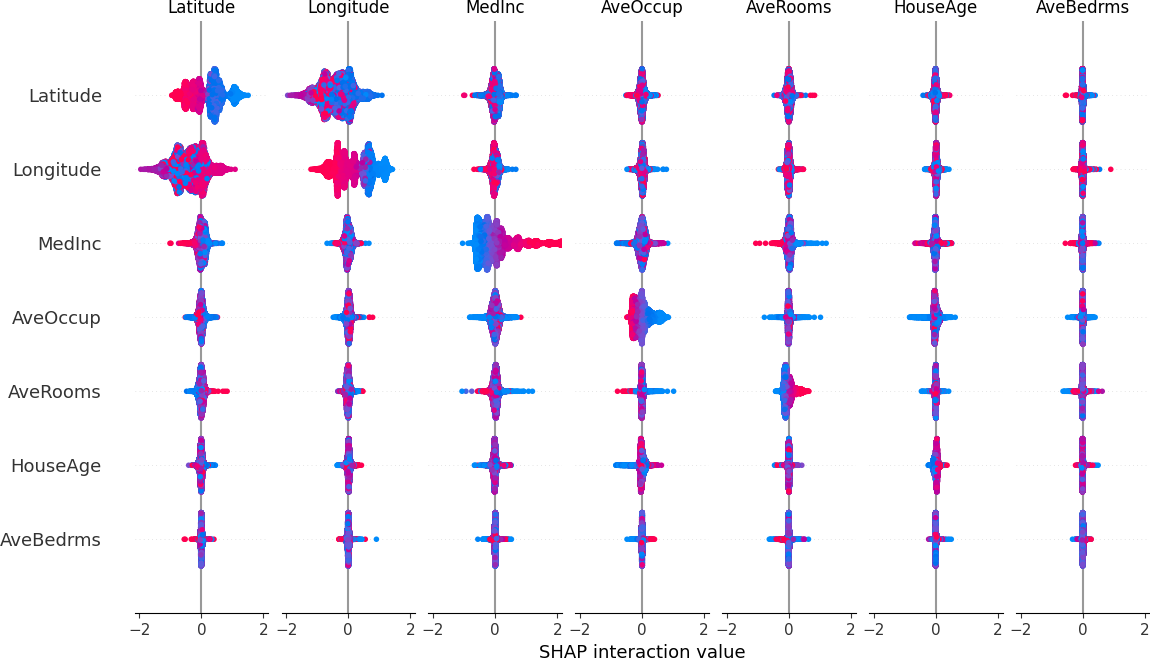 Latitude Longitude MedInc AveOccup AveRooms HouseAge AveBedrms
Latitude
Longitude
MedInc
AveOccup
AveRooms
HouseAge
AveBedrms
−2 0 2 −2 0 2 −2 0 2 −2 0 2 −2 0 2 −2 0 2 −2 0 2
SHAP interaction value